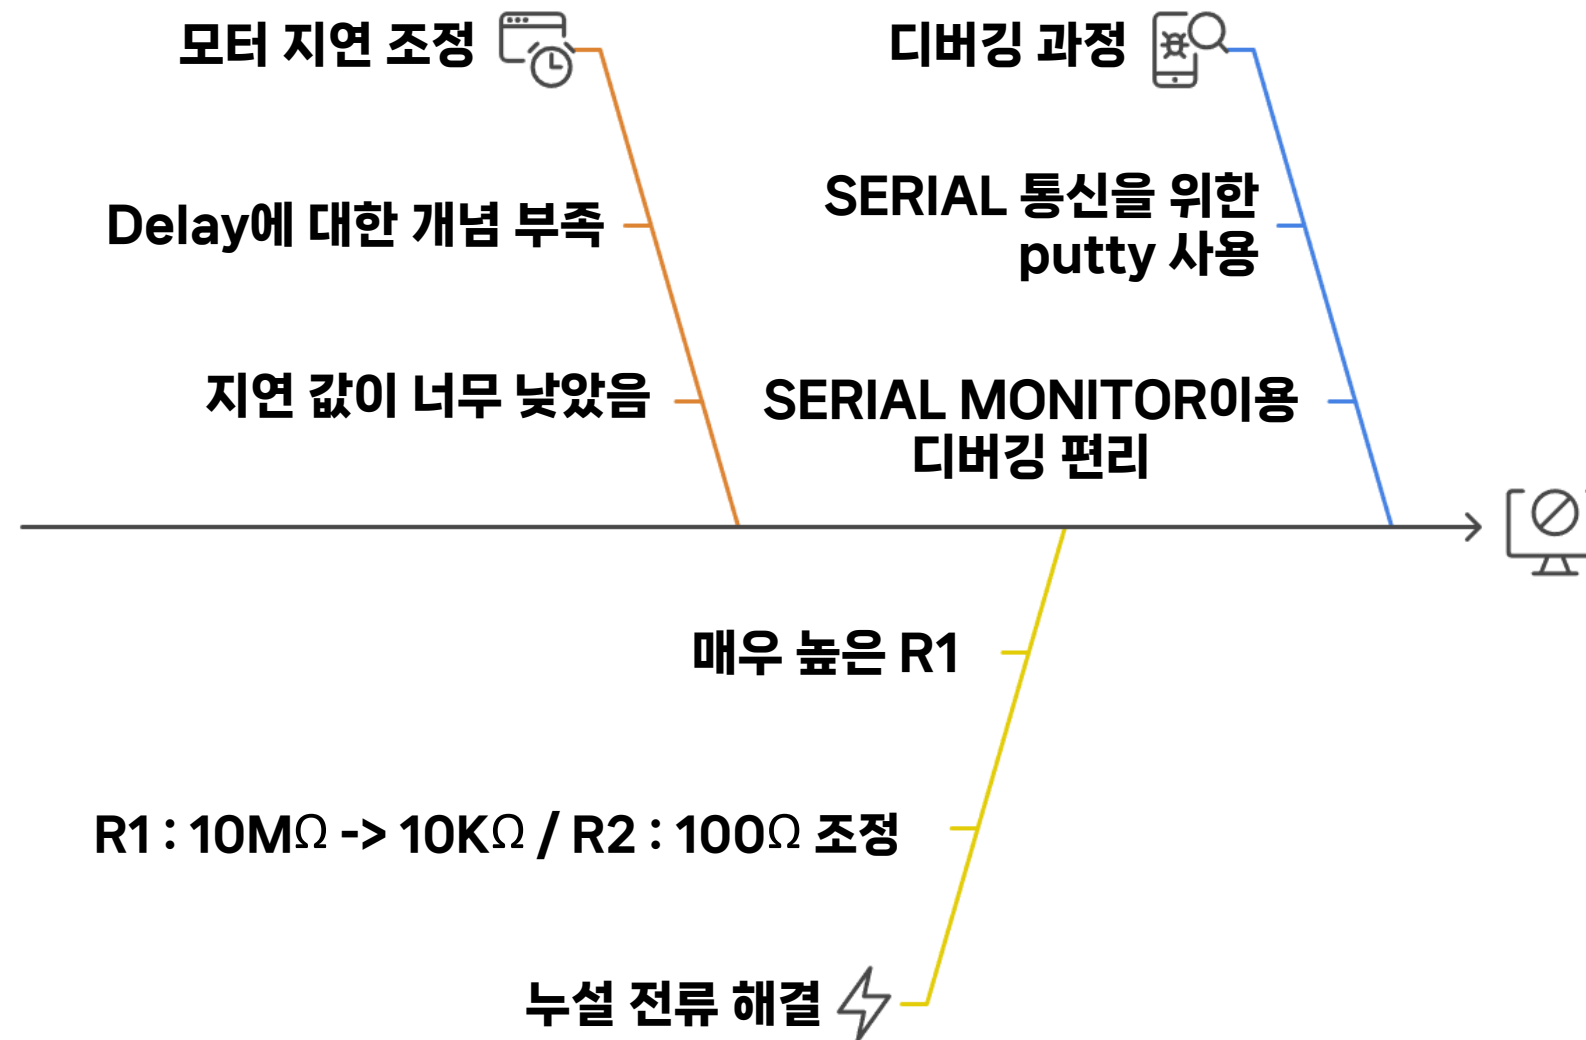 모터 지연 조정
Delay에 대한 개념 부족
지연 값이 너무 낮았음
디버깅 과정
SERIAL 통신을 위한
putty 사용
SERIAL MONITOR이용
디버깅 편리
매우 높은 R1
R1 : 10MΩ -> 10KΩ / R2 : 100Ω 조정
누설 전류 해결